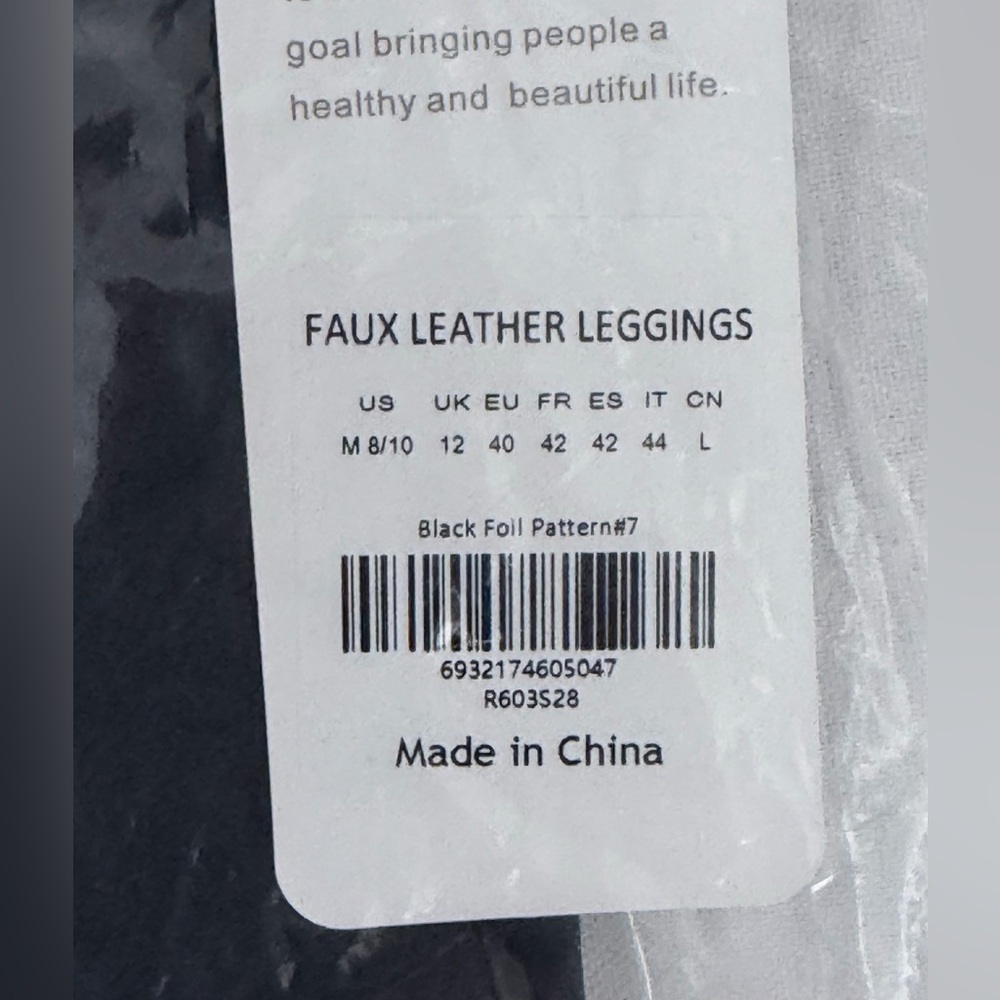 goal bringing people a
healthy and beautiful life.
FAUX LEATHER LEGGINGS
US UK EU FR ES IT CN
M 8/10 12 40 42 42 44 L
Black Foil Pattern#7
6932174605047
R603S28
Made in China